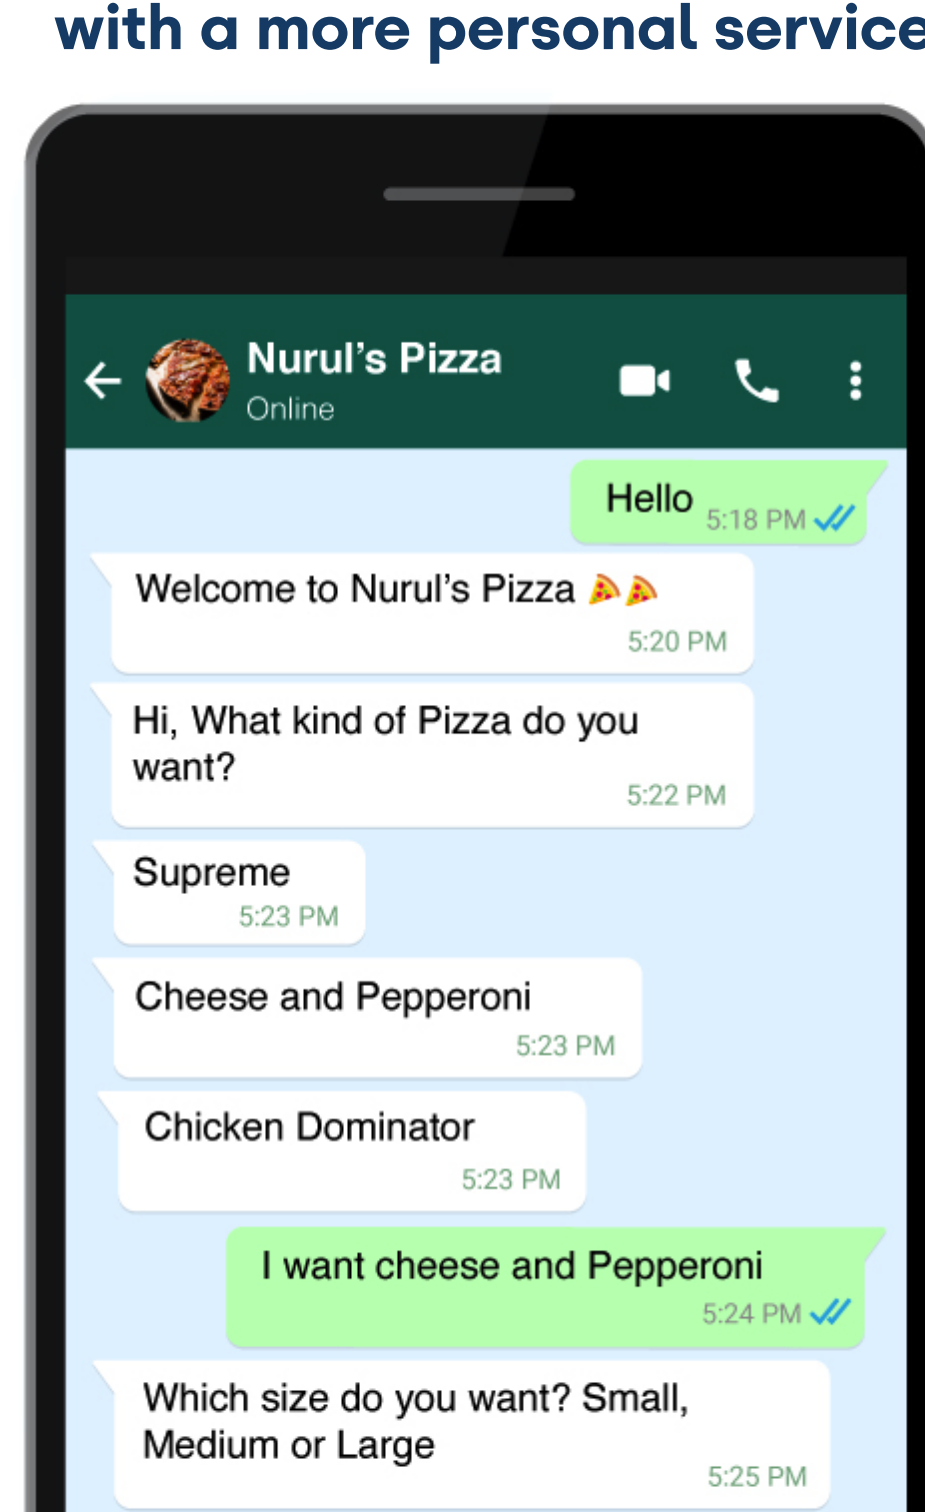 with a more personal service
Nurul’s Pizza
Online
Hello
5:18 PM
Welcome to Nurul’s Pizza 🍕🍕
5:20 PM
Hi, What kind of Pizza do you
want?
5:22 PM
Supreme
5:23 PM
Cheese and Pepperoni
5:23 PM
Chicken Dominator
5:23 PM
I want cheese and Pepperoni
5:24 PM
Which size do you want? Small,
Medium or Large
5:25 PM